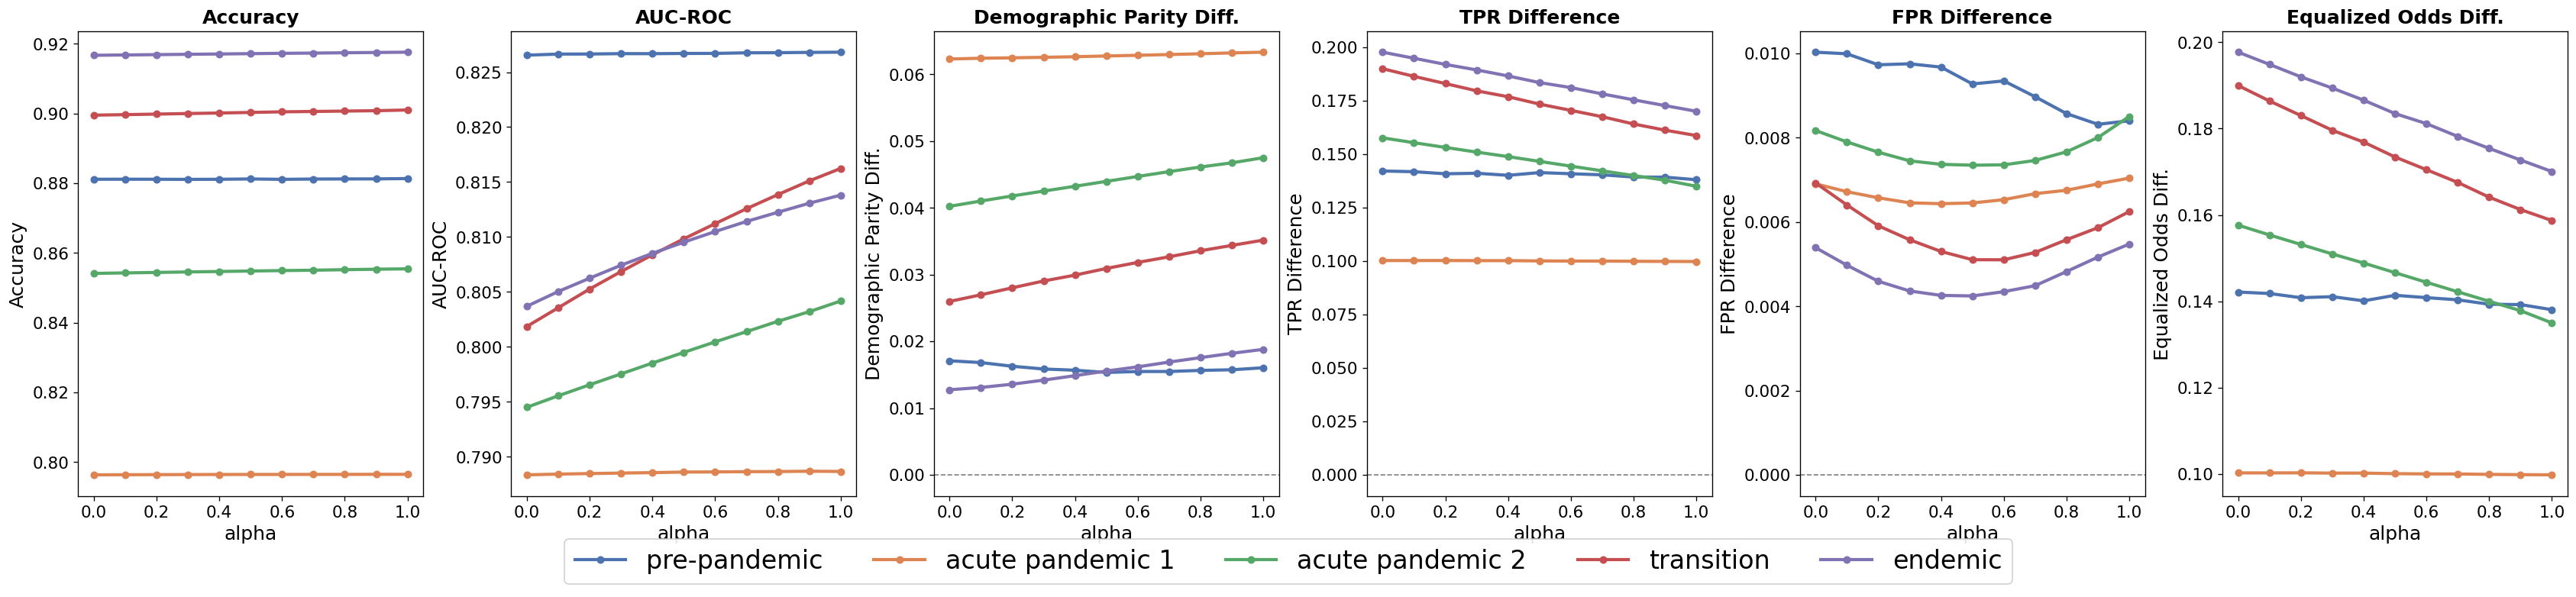 Accuracy
AUC-ROC
Demographic Parity Diff.
TPR Difference
FPR Difference
Equalized Odds Diff.
Accuracy
0.92
0.90
0.88
0.86
0.84
0.82
0.80
0.0 0.2 0.4 0.6 0.8 1.0
alpha
AUC-ROC
0.825
0.820
0.815
0.810
0.805
0.800
0.795
0.790
0.0 0.2 0.4 0.6 0.8 1.0
alpha
Demographic Parity Diff.
0.06
0.05
0.04
0.03
0.02
0.01
0.00
0.0 0.2 0.4 0.6 0.8 1.0
alpha
TPR Difference
0.200
0.175
0.150
0.125
0.100
0.075
0.050
0.025
0.000
0.0 0.2 0.4 0.6 0.8 1.0
alpha
FPR Difference
0.010
0.008
0.006
0.004
0.002
0.000
0.0 0.2 0.4 0.6 0.8 1.0
alpha
Equalized Odds Diff.
0.20
0.18
0.16
0.14
0.12
0.10
0.0 0.2 0.4 0.6 0.8 1.0
alpha
pre-pandemic
acute pandemic 1
acute pandemic 2
transition
endemic